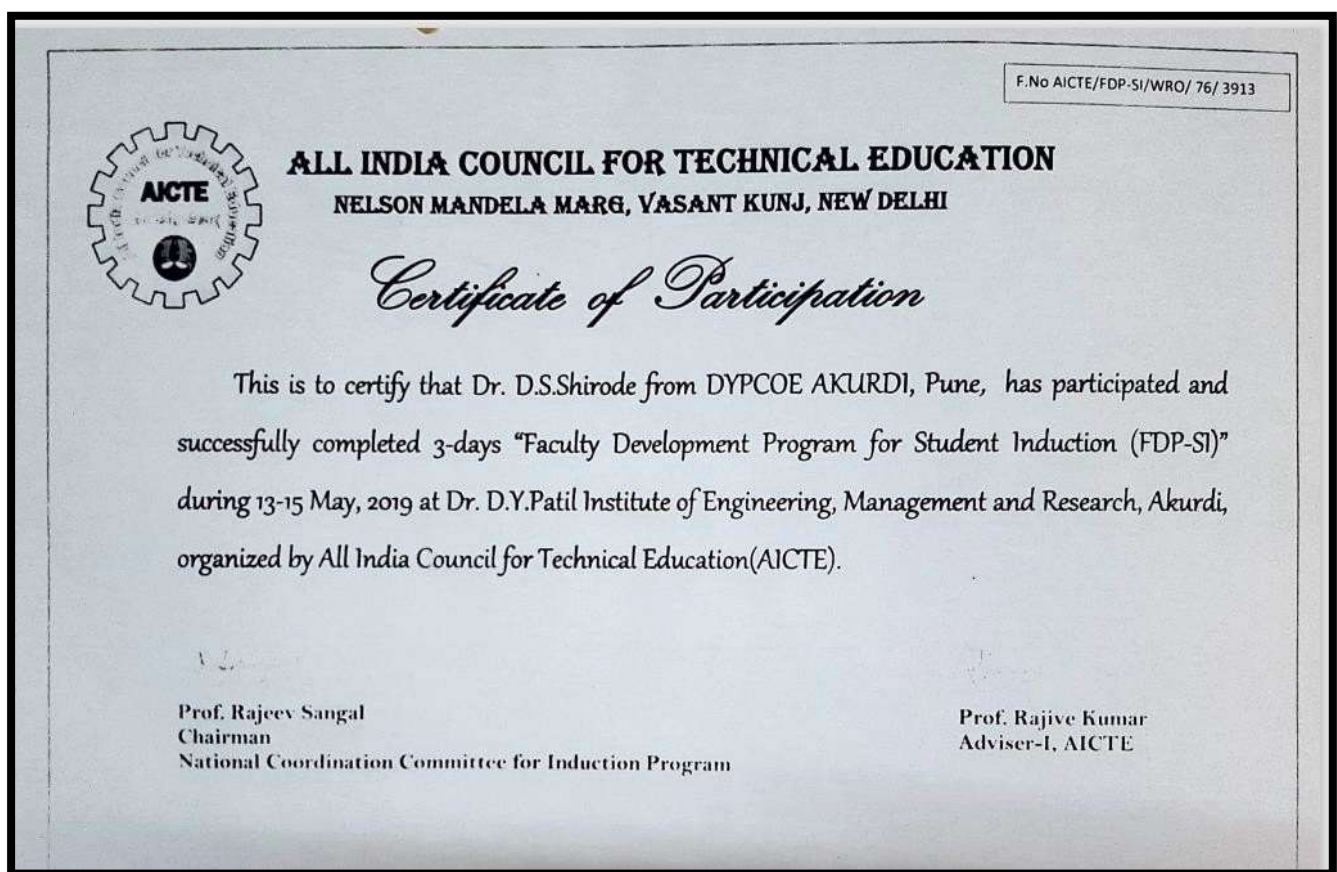 F.No AICTE/FDP-SI/WRO/ 76/ 3913
ALL INDIA COUNCIL FOR TECHNICAL EDUCATION
NELSON MANDELA MARG, VASANT KUNJ, NEW DELHI
AICTE
Certificate of Participation
This is to certify that Dr. D.S.Shirode from DYPCOE AKURDI, Pune, has participated and
successfully completed 3-days "Faculty Development Program for Student Induction (FDP-SI)"
during 13-15 May, 2019 at Dr. D.Y.Patil Institute of Engineering, Management and Research, Akurdi,
organized by All India Council for Technical Education(AICTE).
Prof. Rajeev Sangal
Chairman
National Coordination Committee for Induction Program
Prof. Rajive Kumar
Adviser-I, AICTE